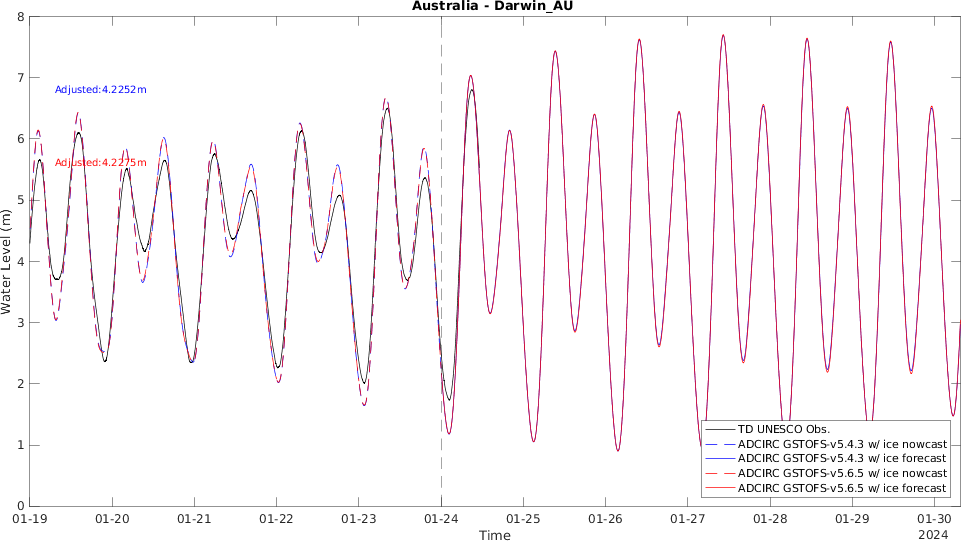 Australia - Darwin_AU
8
7
6
5
4
3
2
1
0
Water Level (m)
Adjusted:4.2252m
Adjusted:4.2275m
TD UNESCO Obs.
ADCIRC GSTOFS-v5.4.3 w/ ice nowcast
ADCIRC GSTOFS-v5.4.3 w/ ice forecast
ADCIRC GSTOFS-v5.6.5 w/ ice nowcast
ADCIRC GSTOFS-v5.6.5 w/ ice forecast
01-19 01-20 01-21 01-22 01-23 01-24 01-25 01-26 01-27 01-28 01-29 01-30
Time
2024